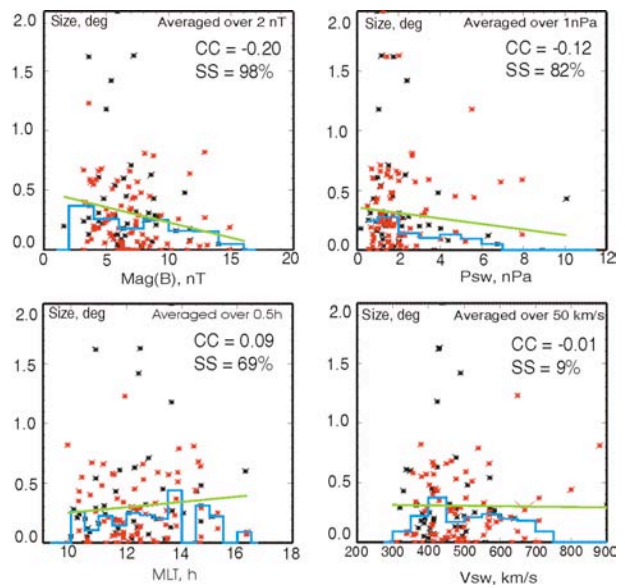 Size, deg Averaged over 2 nT
CC = -0.20
SS = 98%
2.0
1.5
1.0
0.5
0.0
0 5 10 15 20
Mag(B), nT
Size, deg Averaged over 1nPa
CC = -0.12
SS = 82%
2.0
1.5
1.0
0.5
0.0
0 2 4 6 8 10 12
Psw, nPa
Size, deg Averaged over 0.5h
CC = 0.09
SS = 69%
2.0
1.5
1.0
0.5
0.0
10 12 14 16 18
MLT, h
Size, deg Averaged over 50 km/s
CC = -0.01
SS = 9%
2.0
1.5
1.0
0.5
0.0
200 300 400 500 600 700 800 900
Vsw, km/s